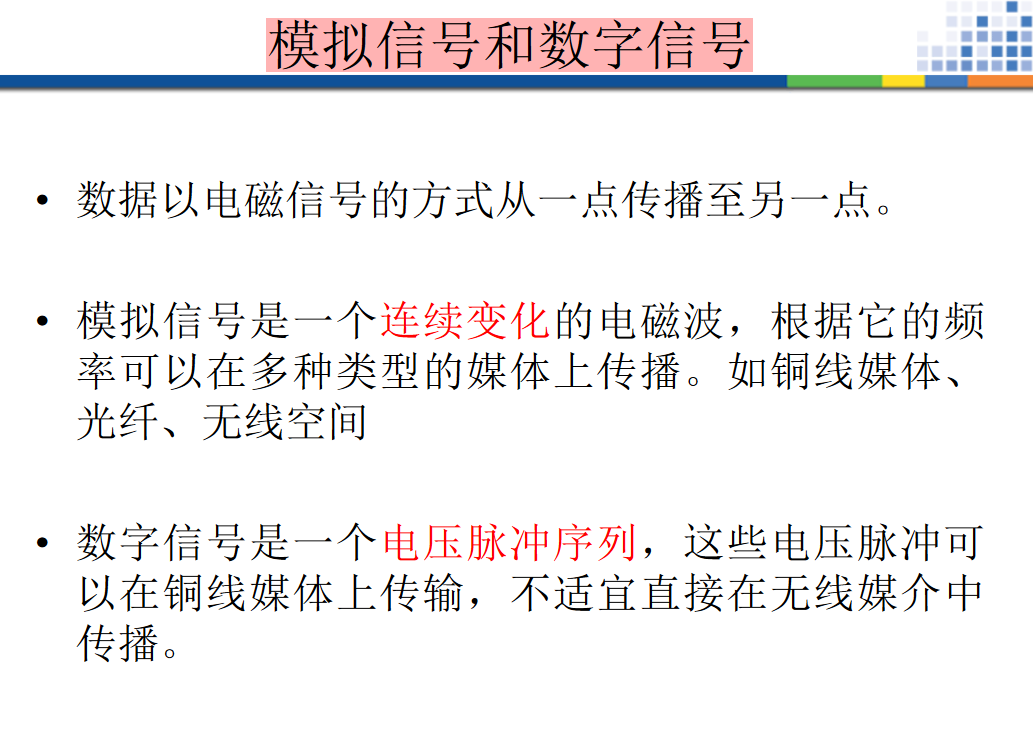 模拟信号和数字信号
• 数据以电磁信号的方式从一点传播至另一点。
• 模拟信号是一个连续变化的电磁波，根据它的频
率可以在多种类型的媒体上传播。如铜线媒体、
光纤、无线空间
• 数字信号是一个电压脉冲序列，这些电压脉冲可
以在铜线媒体上传输，不适宜直接在无线媒介中
传播。